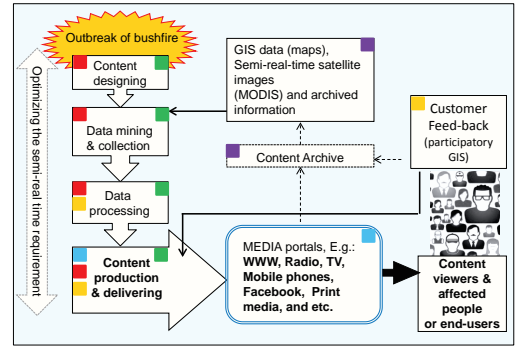 Outbreak of bushfire
Content
designing
Data mining
& collection
Data
processing
Content
production
& delivering
Optimizing the semi-real time requirement
GIS data (maps),
Semi-real-time satellite
images
(MODIS) and archived
information
Content Archive
MEDIA portals, E.g.:
WWW, Radio, TV,
Mobile phones,
Facebook, Print
media, and etc.
Customer
Feed-back
(participatory
GIS)
Content
viewers &
affected
people
or end-users